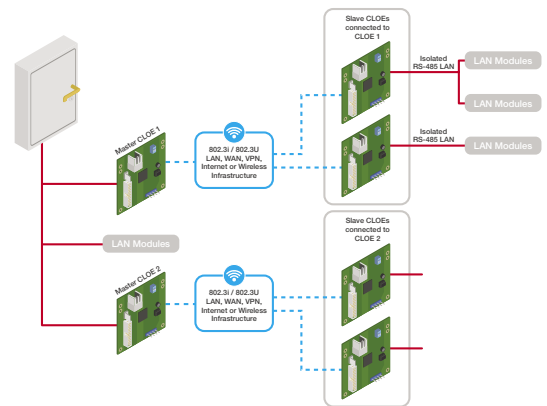 Slave CLOEs
connected to
CLOE 1
Isolated
RS-485 LAN
LAN Modules
LAN Modules
Master CLOE 1
802.3i / 802.3U
LAN, WAN, VPN,
Internet or Wireless
Infrastructure
Isolated
RS-485 LAN
LAN Modules
LAN Modules
Slave CLOEs
connected to
CLOE 2
Master CLOE 2
802.3i / 802.3U
LAN, WAN, VPN,
Internet or Wireless
Infrastructure